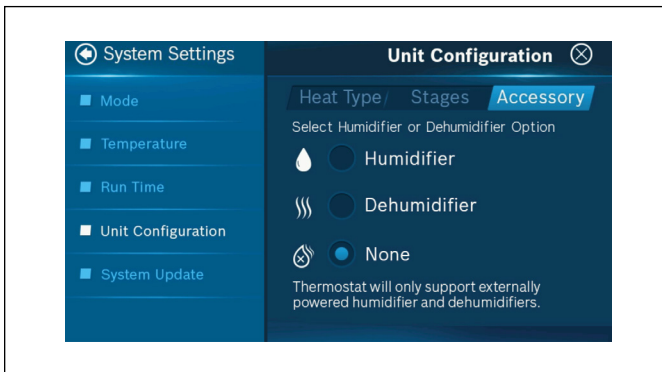 System Settings
Mode
Temperature
Run Time
Unit Configuration
System Update
Unit Configuration
Heat Type/ Stages Accessory
Select Humidifier or Dehumidifier Option
Humidifier
Dehumidifier
None
Thermostat will only support externally
powered humidifier and dehumidifiers.